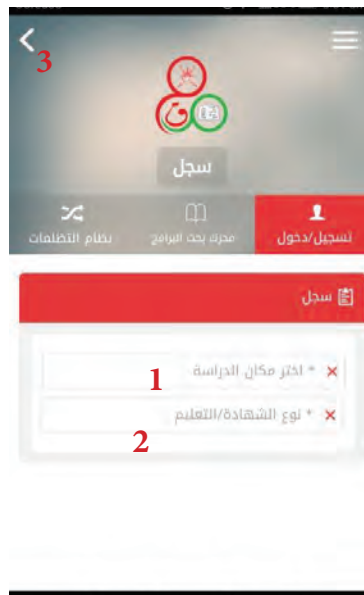 3
سجل
تسجيل/دخول
محرك بحث البرامج
نظام التظلمات
سجل
* اختر مكان الدراسة
1
* نوع الشهادة/التعليم
2